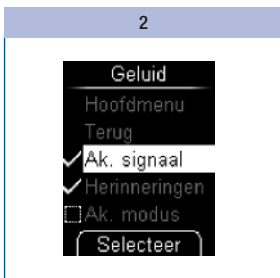 2
Geluid
Hoofdmenu
Terug
Ak. signaal
Herinneringen
Ak. modus
Selecteer